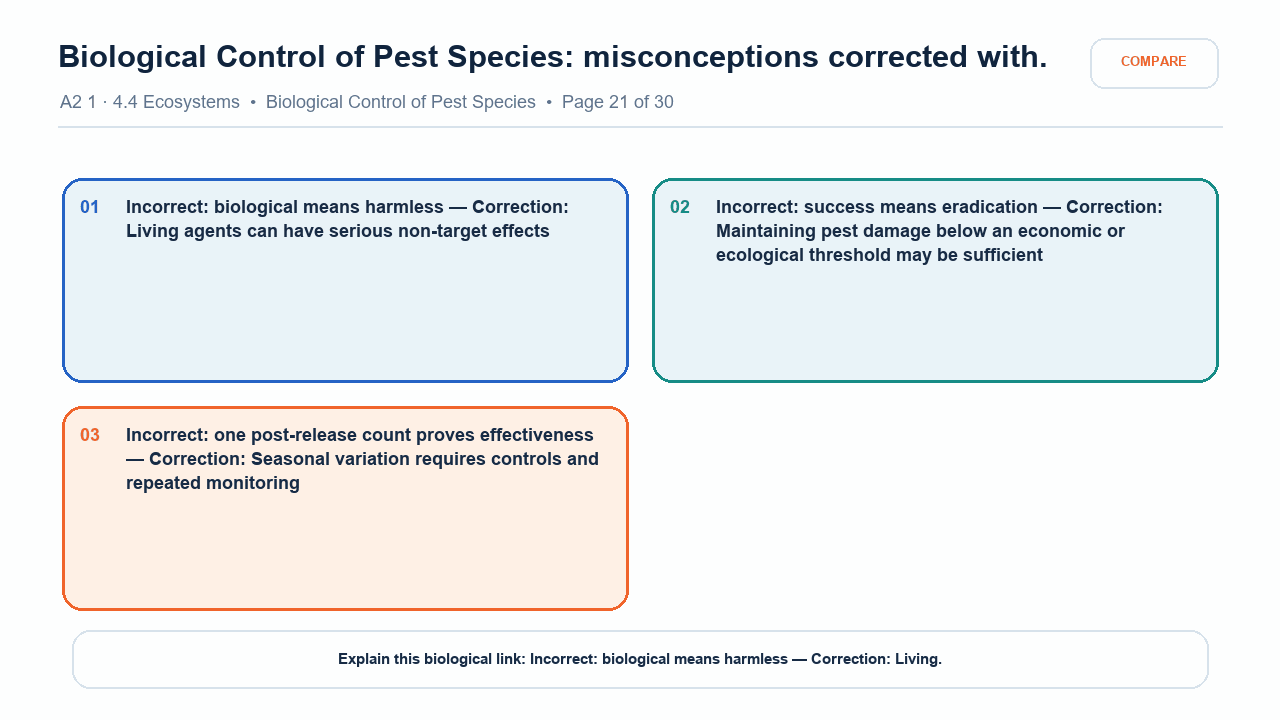 Biological Control of Pest Species: misconceptions corrected with.
COMPARE
A2 1 · 4.4 Ecosystems • Biological Control of Pest Species • Page 21 of 30
01
Incorrect: biological means harmless — Correction:
Living agents can have serious non-target effects
02
Incorrect: success means eradication — Correction:
Maintaining pest damage below an economic or
ecological threshold may be sufficient
03
Incorrect: one post-release count proves effectiveness
— Correction: Seasonal variation requires controls and
repeated monitoring
Explain this biological link: Incorrect: biological means harmless — Correction: Living.